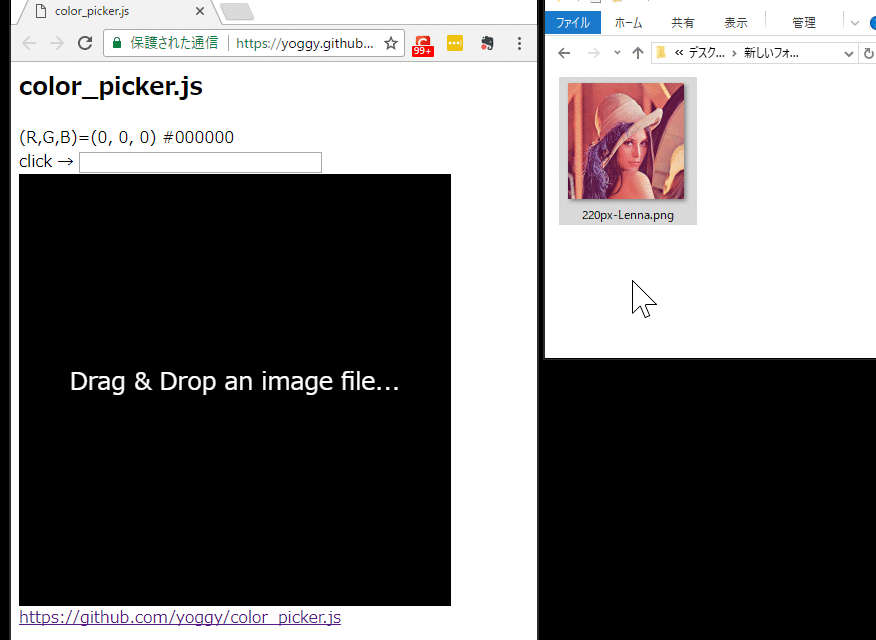 color_picker.js
保護された通信 https://yoggy.github...
99+
color_picker.js
(R,G,B)=(0, 0, 0) #000000
click →
Drag & Drop an image file...
https://github.com/yoggy/color_picker.js
ファイル ホーム 共有 表示 管理
« デスク... › 新しいフォ...
220px-Lenna.png